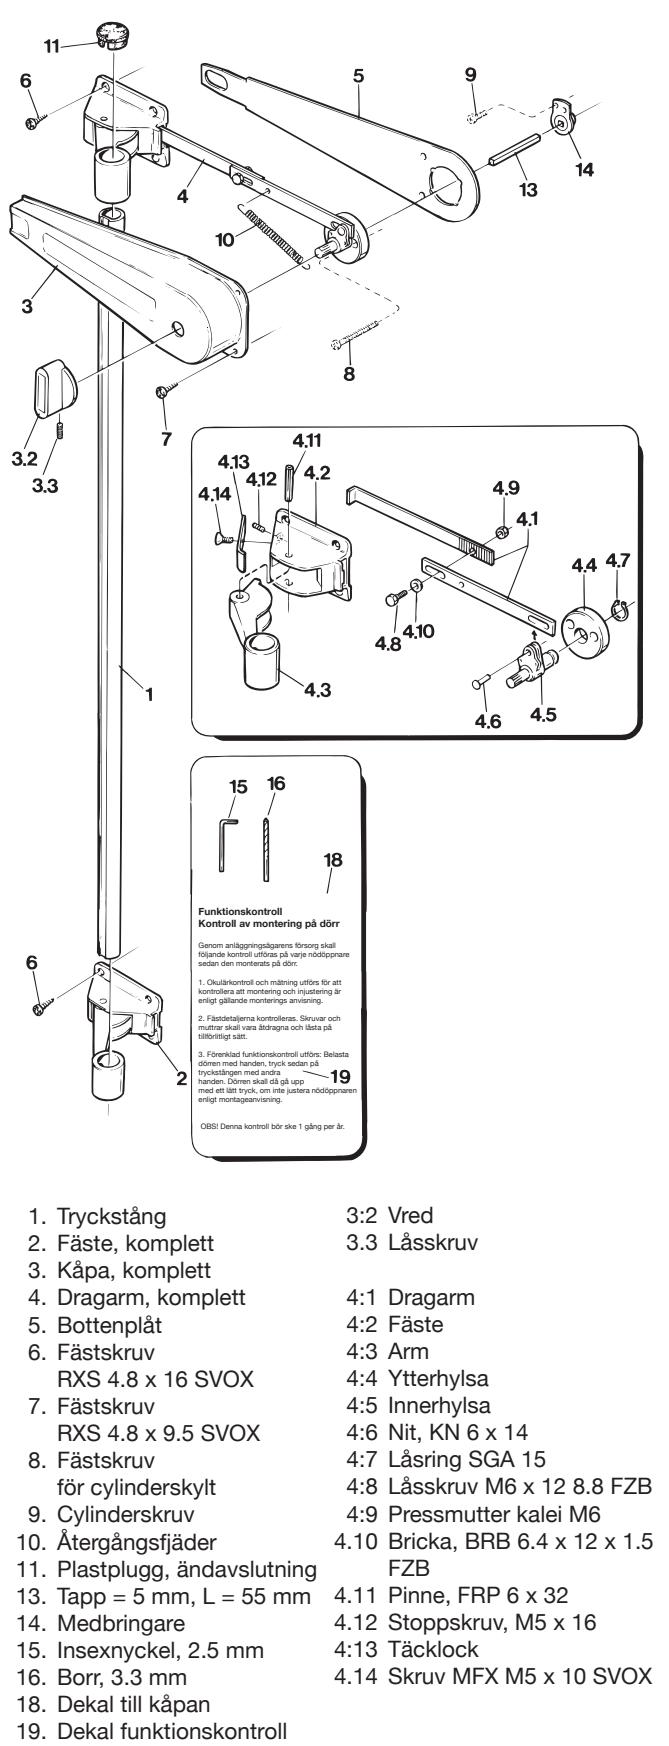 11
6
5
9
14
13
4
10
3
8
3.2
3.3
7
4.11
4.13
4.12
4.2
4.14
4.9
4.1
4.4
4.7
4.8
4.10
4.3
4.6
4.5
1
15
16
18
Funktionskontroll
Kontroll av montering på dörr
Genom anläggningsägarens försorg skall
följande kontroll utföras på varje nödöppnare
sedan den monterats på dörr.
1. Okulärkontroll och mätning utförs för att
kontrollera att montering och injustering är
enligt gällande monterings anvisning.
2. Fästdetaljerna kontrolleras. Skruvar och
muttrar skall vara åtdragna och låsta på
tillförlitligt sätt.
3. Förenklad funktionskontroll utförs: Belasta
dörren med handen, tryck sedan på
tryckstången med andra
handen. Dörren skall då gå upp
med ett lätt tryck, om inte justera nödöppnaren
enligt montageanvisning.
19
OBS! Denna kontroll bör ske 1 gång per år.
6
2
1. Tryckstång
2. Fäste, komplett
3. Kåpa, komplett
4. Dragarm, komplett
5. Bottenplåt
6. Fästskruv
RXS 4.8 x 16 SVOX
7. Fästskruv
RXS 4.8 x 9.5 SVOX
8. Fästskruv
för cylinderskylt
9. Cylinderskruv
10. Återgångsfjäder
11. Plastplugg, ändavslutning
13. Tapp = 5 mm, L = 55 mm
14. Medbringare
15. Insexnyckel, 2.5 mm
16. Borr, 3.3 mm
18. Dekal till kåpan
19. Dekal funktionskontroll
3:2 Vred
3.3 Låsskruv
4:1 Dragarm
4:2 Fäste
4:3 Arm
4:4 Ytterhylsa
4:5 Innerhylsa
4:6 Nit, KN 6 x 14
4:7 Låsring SGA 15
4:8 Låsskruv M6 x 12 8.8 FZB
4:9 Pressmutter kalei M6
4.10 Bricka, BRB 6.4 x 12 x 1.5
FZB
4.11 Pinne, FRP 6 x 32
4.12 Stoppskruv, M5 x 16
4:13 Täcklock
4.14 Skruv MFX M5 x 10 SVOX